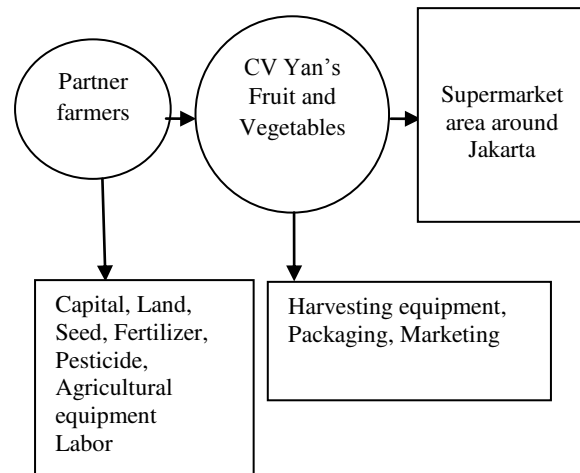 Partner
farmers
CV Yan’s
Fruit and
Vegetables
Supermarket
area around
Jakarta
Capital, Land,
Seed, Fertilizer,
Pesticide,
Agricultural
equipment
Labor
Harvesting equipment,
Packaging, Marketing